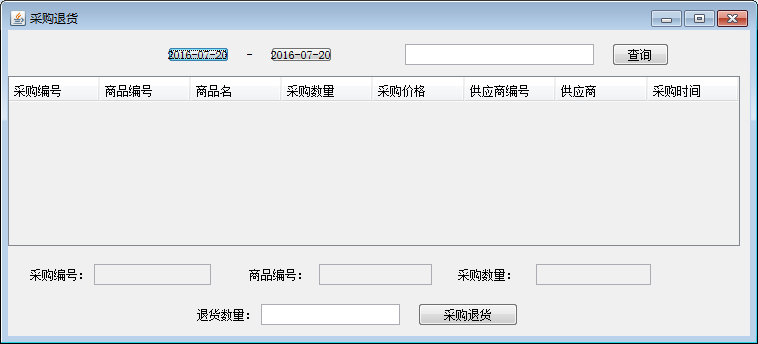 采购退货
2016-07-20 - 2016-07-20 查询
采购编号 商品编号 商品名 采购数量 采购价格 供应商编号 供应商 采购时间
采购编号： 商品编号： 采购数量：
退货数量： 采购退货